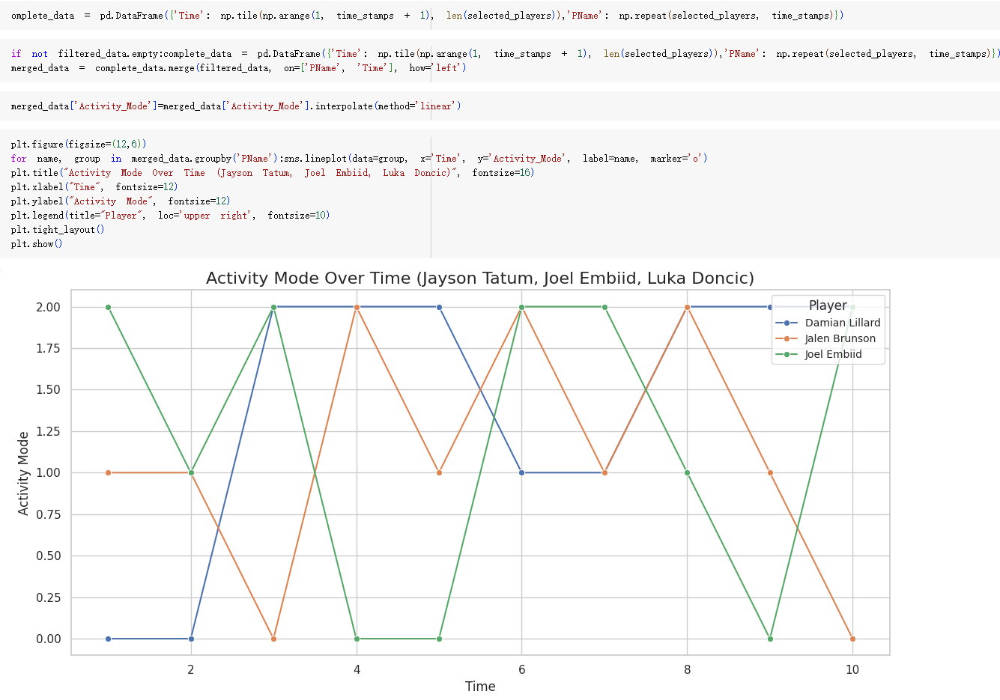 omplete_data = pd.DataFrame({'Time': np.tile(np.arange(1, time_stamps + 1), len(selected_players)),'PName': np.repeat(selected_players, time_stamps)})
if not filtered_data.empty:complete_data = pd.DataFrame({'Time': np.tile(np.arange(1, time_stamps + 1), len(selected_players)),'PName': np.repeat(selected_players, time_stamps)})
merged_data = complete_data.merge(filtered_data, on=['PName', 'Time'], how='left')
merged_data['Activity_Mode']=merged_data['Activity_Mode'].interpolate(method='linear')
plt.figure(figsize=(12,6))
for name, group in merged_data.groupby('PName'):sns.lineplot(data=group, x='Time', y='Activity_Mode', label=name, marker='o')
plt.title("Activity Mode Over Time (Jayson Tatum, Joel Embiid, Luka Doncic)", fontsize=16)
plt.xlabel("Time", fontsize=12)
plt.ylabel("Activity Mode", fontsize=12)
plt.legend(title="Player", loc='upper right', fontsize=10)
plt.tight_layout()
plt.show()
Activity Mode Over Time (Jayson Tatum, Joel Embiid, Luka Doncic)
Player
Damian Lillard
Jalen Brunson
Joel Embiid
2.00
1.75
1.50
1.25
1.00
0.75
0.50
0.25
0.00
Activity Mode
2 4 6 8 10
Time